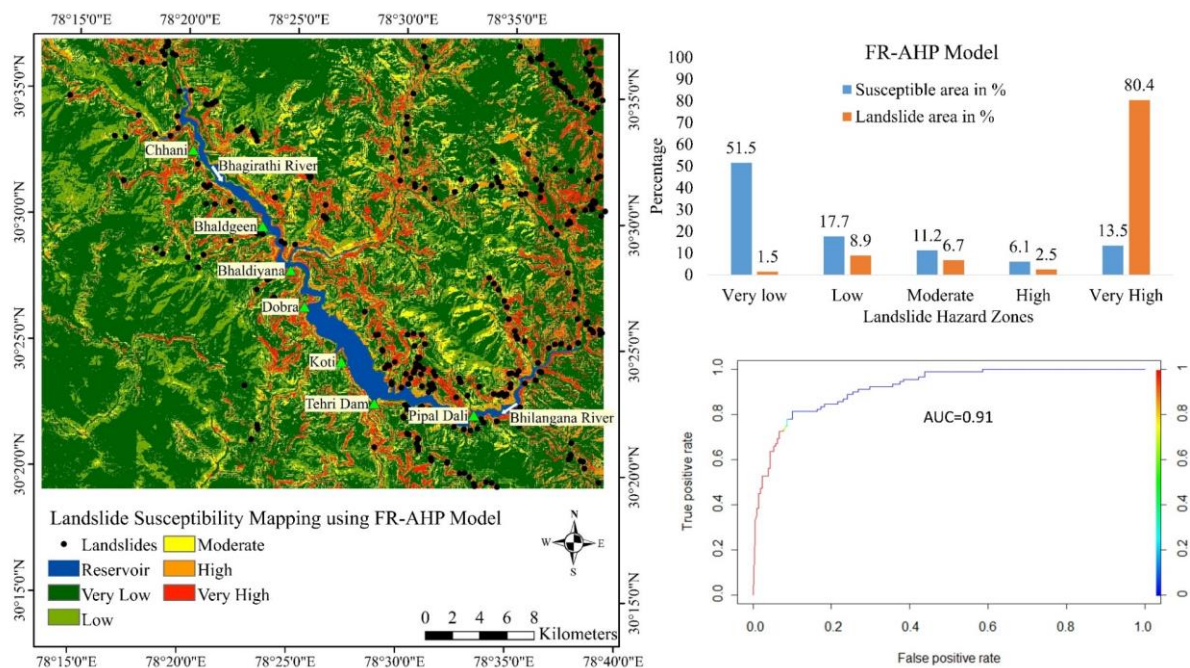 78°15'0"E 78°20'0"E 78°25'0"E 78°30'0"E 78°35'0"E
30°35'0"N
30°30'0"N
30°25'0"N
30°20'0"N
30°15'0"N
Chhani
Bhagirathi River
Bhaldgeen
Bhaldiyana
Dobra
Koti
Tehri Dam
Pipal Dali
Bhilangana River
30°35'0"N
30°30'0"N
30°25'0"N
30°20'0"N
30°15'0"N
Landslide Susceptibility Mapping using FR-AHP Model
Landslides
Reservoir
Very Low
Low
Moderate
High
Very High
N
W E
S
0 2 4 6 8
Kilometers
78°15'0"E 78°20'0"E 78°25'0"E 78°30'0"E 78°35'0"E 78°40'0"E
FR-AHP Model
Susceptible area in %
Landslide area in %
Percentage
100
90
80
70
60
50
40
30
20
10
0
51.5 1.5
17.7 8.9
11.2 6.7
6.1 2.5
13.5 80.4
Very low Low Moderate High Very High
Landslide Hazard Zones
AUC=0.91
True positive rate
1.0
0.8
0.6
0.4
0.2
0.0
0.0 0.2 0.4 0.6 0.8 1.0
False positive rate
1
0.8
0.6
0.4
0.2
0